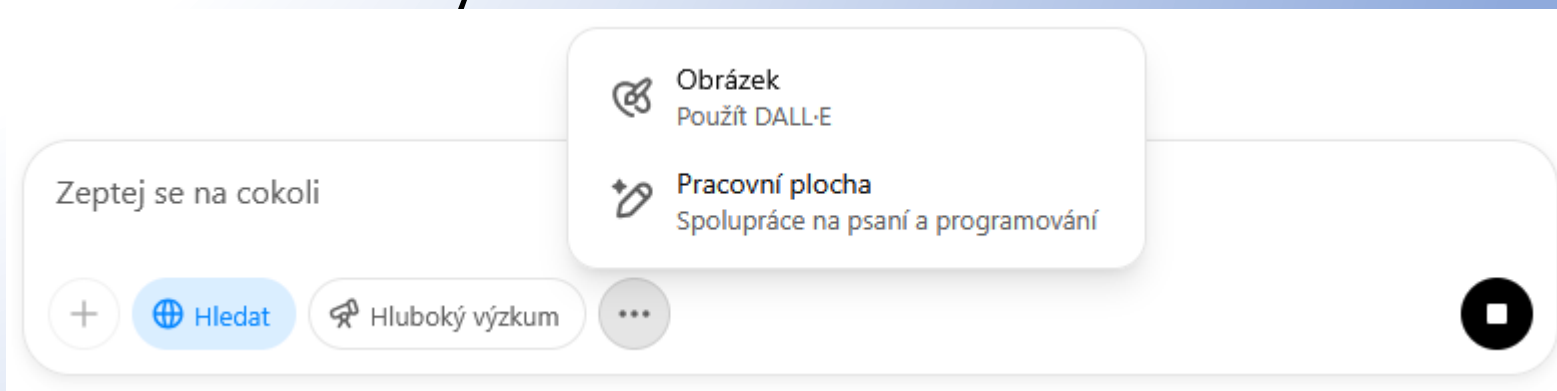 Obrázek
Použít DALL·E
Pracovní plocha
Spolupráce na psaní a programování
Zeptej se na cokoli
Hledat
Hluboký výzkum